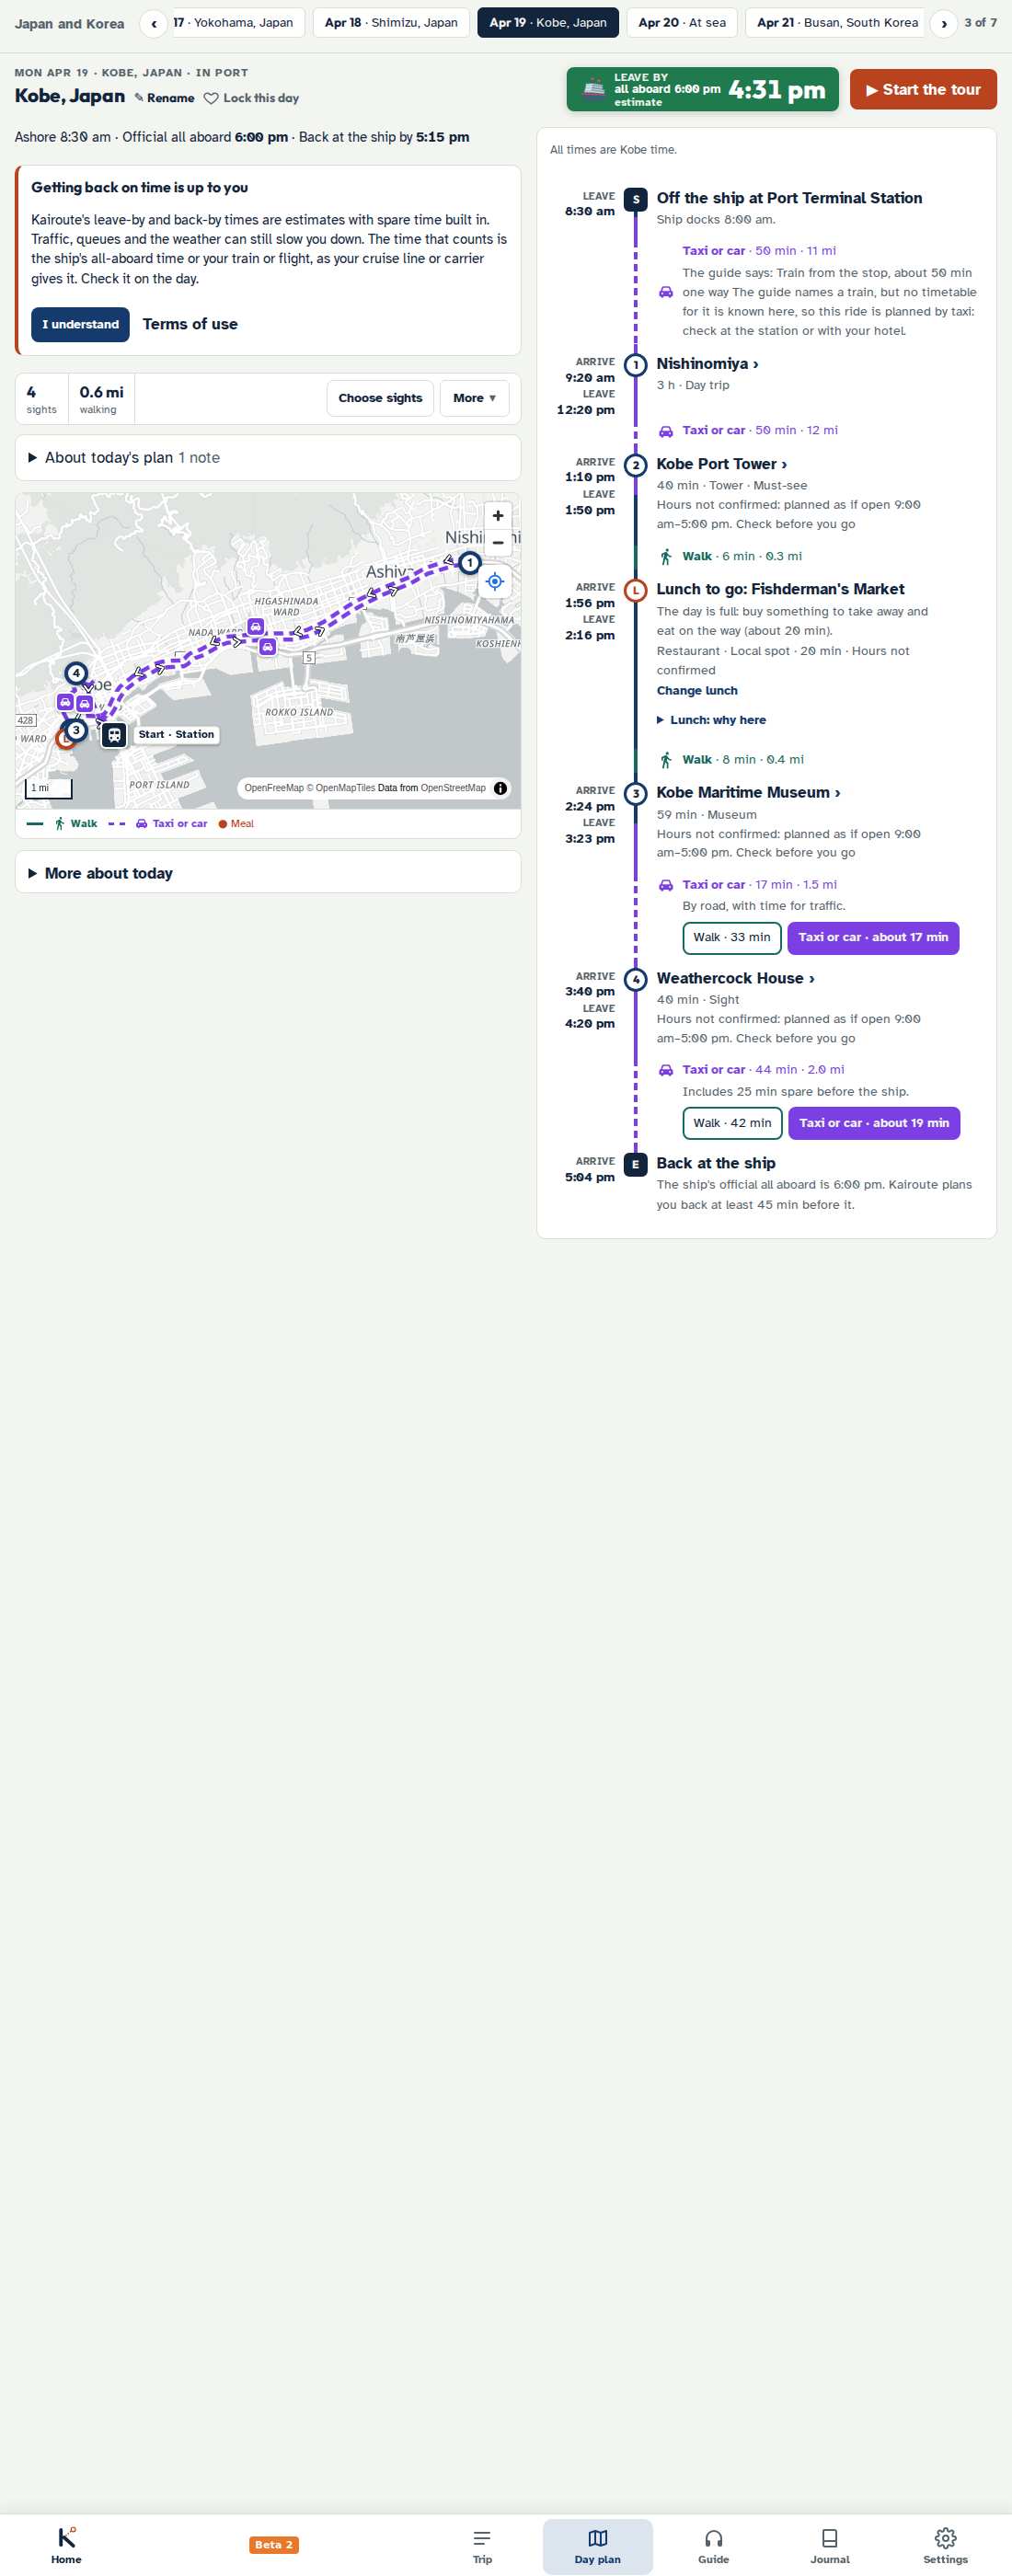 Japan and Korea
‹
17 · Yokohama, Japan
Apr 18 · Shimizu, Japan
Apr 19 · Kobe, Japan
Apr 20 · At sea
Apr 21 · Busan, South Korea
›
3 of 7
MON APR 19 · KOBE, JAPAN · IN PORT
Kobe, Japan
✎ Rename
Lock this day
LEAVE BY
all aboard 6:00 pm
estimate
4:31 pm
▶ Start the tour
Ashore 8:30 am · Official all aboard 6:00 pm · Back at the ship by 5:15 pm
Getting back on time is up to you
Kairoute's leave-by and back-by times are estimates with spare time built in.
Traffic, queues and the weather can still slow you down. The time that counts is
the ship's all-aboard time or your train or flight, as your cruise line or carrier
gives it. Check it on the day.
I understand
Terms of use
4
sights
0.6 mi
walking
Choose sights
More ▼
▶ About today's plan 1 note
+
−
Ashiya
1
HIGASHINADA
WARD
NADA WARD
NISHINOMIYAHAMA
南芦屋浜
KOSHIEN
5
4
ROKKO ISLAND
428
WARD
3
Start · Station
PORT ISLAND
1 mi
OpenFreeMap © OpenMapTiles Data from OpenStreetMap
Walk
Taxi or car
Meal
▶ More about today
All times are Kobe time.
LEAVE
8:30 am
S
Off the ship at Port Terminal Station
Ship docks 8:00 am.
Taxi or car · 50 min · 11 mi
The guide says: Train from the stop, about 50 min
one way The guide names a train, but no timetable
for it is known here, so this ride is planned by taxi:
check at the station or with your hotel.
ARRIVE
9:20 am
LEAVE
12:20 pm
1
Nishinomiya ›
3 h · Day trip
Taxi or car · 50 min · 12 mi
ARRIVE
1:10 pm
LEAVE
1:50 pm
2
Kobe Port Tower ›
40 min · Tower · Must-see
Hours not confirmed: planned as if open 9:00
am–5:00 pm. Check before you go
Walk · 6 min · 0.3 mi
ARRIVE
1:56 pm
LEAVE
2:16 pm
L
Lunch to go: Fishderman's Market
The day is full: buy something to take away and
eat on the way (about 20 min).
Restaurant · Local spot · 20 min · Hours not
confirmed
Change lunch
▶ Lunch: why here
Walk · 8 min · 0.4 mi
ARRIVE
2:24 pm
LEAVE
3:23 pm
3
Kobe Maritime Museum ›
59 min · Museum
Hours not confirmed: planned as if open 9:00
am–5:00 pm. Check before you go
Taxi or car · 17 min · 1.5 mi
By road, with time for traffic.
Walk · 33 min
Taxi or car · about 17 min
ARRIVE
3:40 pm
LEAVE
4:20 pm
4
Weathercock House ›
40 min · Sight
Hours not confirmed: planned as if open 9:00
am–5:00 pm. Check before you go
Taxi or car · 44 min · 2.0 mi
Includes 25 min spare before the ship.
Walk · 42 min
Taxi or car · about 19 min
ARRIVE
5:04 pm
E
Back at the ship
The ship's official all aboard is 6:00 pm. Kairoute plans
you back at least 45 min before it.
Home
Beta 2
Trip
Day plan
Guide
Journal
Settings